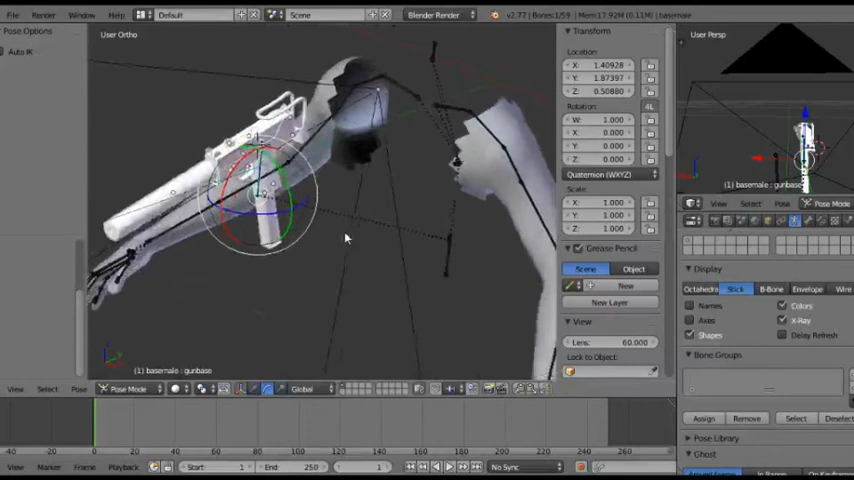 File Render Window Help Default Scene Blender Render v2.77 | Bones:1/59 | Mem:17.92M (0.11M) | basemale
Pose Options
Auto IK
User Ortho
(1) basemale : gunbase
Transform
Location
X: 1.40928
Y: 1.87397
Z: 0.50880
Rotation: 4L
W: 1.000
X: 0.000
Y: 0.000
Z: 0.000
Quaternion (WXYZ)
Scale
X: 1.000
Y: 1.000
Z: 1.000
Grease Pencil
Scene Object
New
New Layer
View
Lens: 60.000
Lock to Object:
User Persp
(1) basemale : gunbase
View Select Pose Pose Mode
Display
Stick B-Bone Envelope Wire
Names Colors
Axes X-Ray
Shapes Delay Refresh
Bone Groups
Assign Remove Select Deselect
Pose Library
Ghost
View Select Pose Pose Mode Global
-40 -20 0 20 40 60 80 100 120 140 160 180 200 220 240 260
View Marker Frame Playback Start: 1 End: 250 1 No Sync